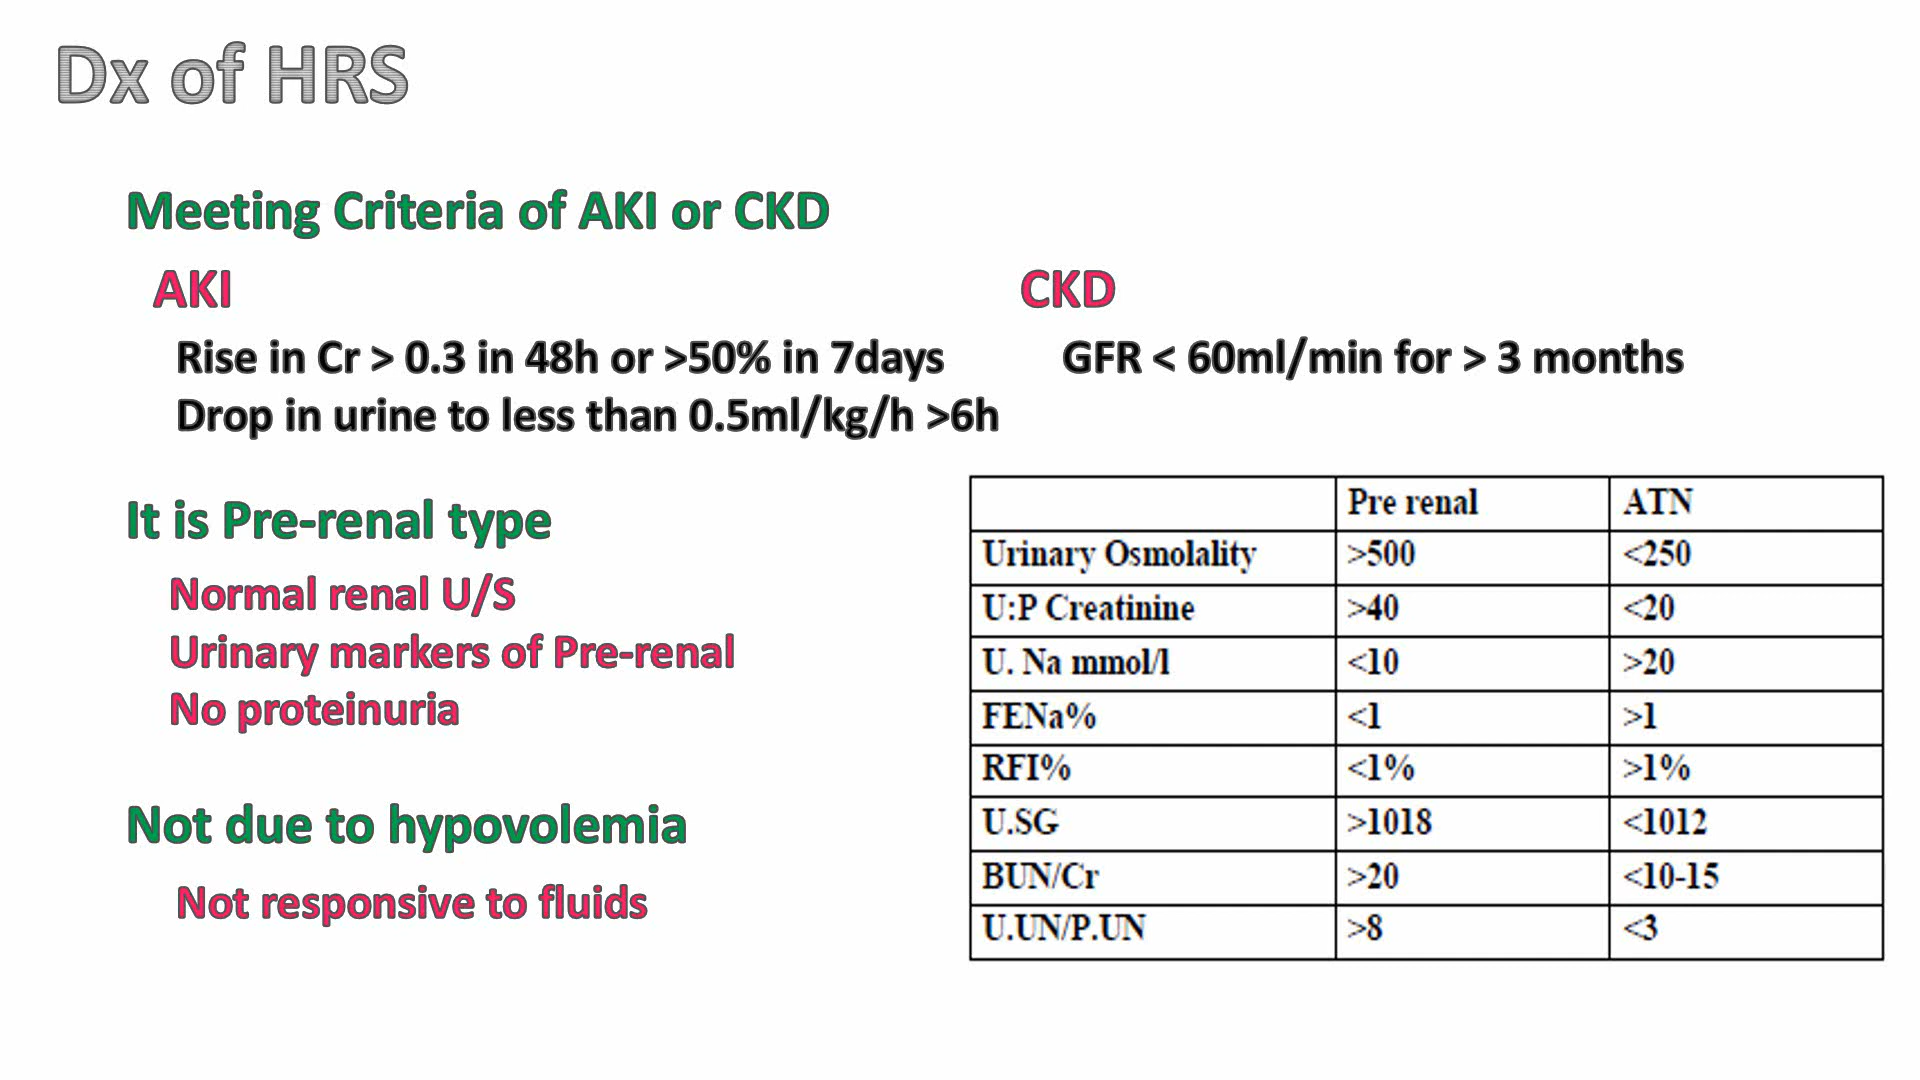 Dx of HRS
Meeting Criteria of AKI or CKD
AKI
Rise in Cr > 0.3 in 48h or >50% in 7days
Drop in urine to less than 0.5ml/kg/h >6h
CKD
GFR < 60ml/min for > 3 months
It is Pre-renal type
Normal renal U/S
Urinary markers of Pre-renal
No proteinuria
Not due to hypovolemia
Not responsive to fluids
Pre renal ATN
Urinary Osmolality >500 <250
U:P Creatinine >40 <20
U. Na mmol/l <10 >20
FENa% <1 >1
RFI% <1% >1%
U.SG >1018 <1012
BUN/Cr >20 <10-15
U.UN/P.UN >8 <3